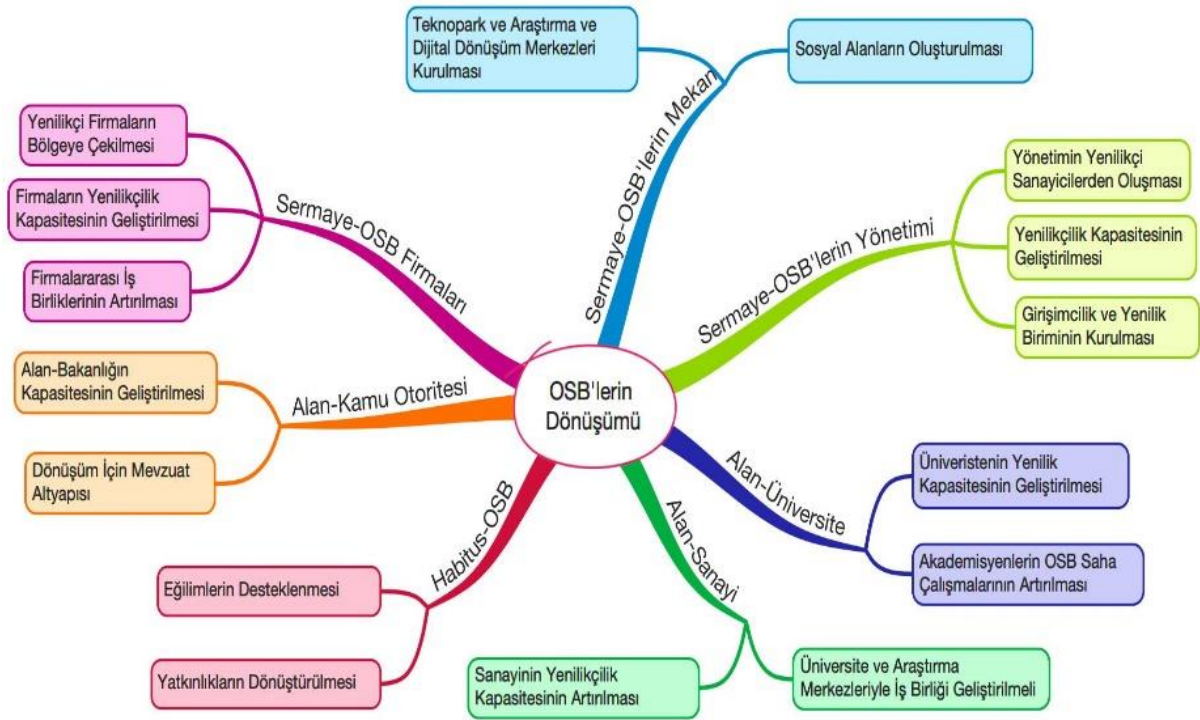 Teknopark ve Araştırma ve
Dijital Dönüşüm Merkezleri
Kurulması
Sosyal Alanların Oluşturulması
Sermaye-OSB'lerin Mekan
Yenilikçi Firmaların
Bölgeye Çekilmesi
Firmaların Yenilikçilik
Kapasitesinin Geliştirilmesi
Firmalararası İş
Birliklerinin Artırılması
Sermaye-OSB Firmaları
Yönetimin Yenilikçi
Sanayicilerden Oluşması
Yenilikçilik Kapasitesinin
Geliştirilmesi
Girişimcilik ve Yenilik
Biriminin Kurulması
Sermaye-OSB'lerin Yönetimi
Alan-Bakanlığın
Kapasitesinin Geliştirilmesi
Dönüşüm İçin Mevzuat
Altyapısı
Alan-Kamu Otoritesi
OSB'lerin
Dönüşümü
Alan-Üniversite
Üniveristenin Yenilik
Kapasitesinin Geliştirilmesi
Akademisyenlerin OSB Saha
Çalışmalarının Artırılması
Habitus-OSB
Eğilimlerin Desteklenmesi
Yatkınlıkların Dönüştürülmesi
Alan-Sanayi
Sanayinin Yenilikçilik
Kapasitesinin Artırılması
Üniversite ve Araştırma
Merkezleriyle İş Birliği Geliştirilmeli